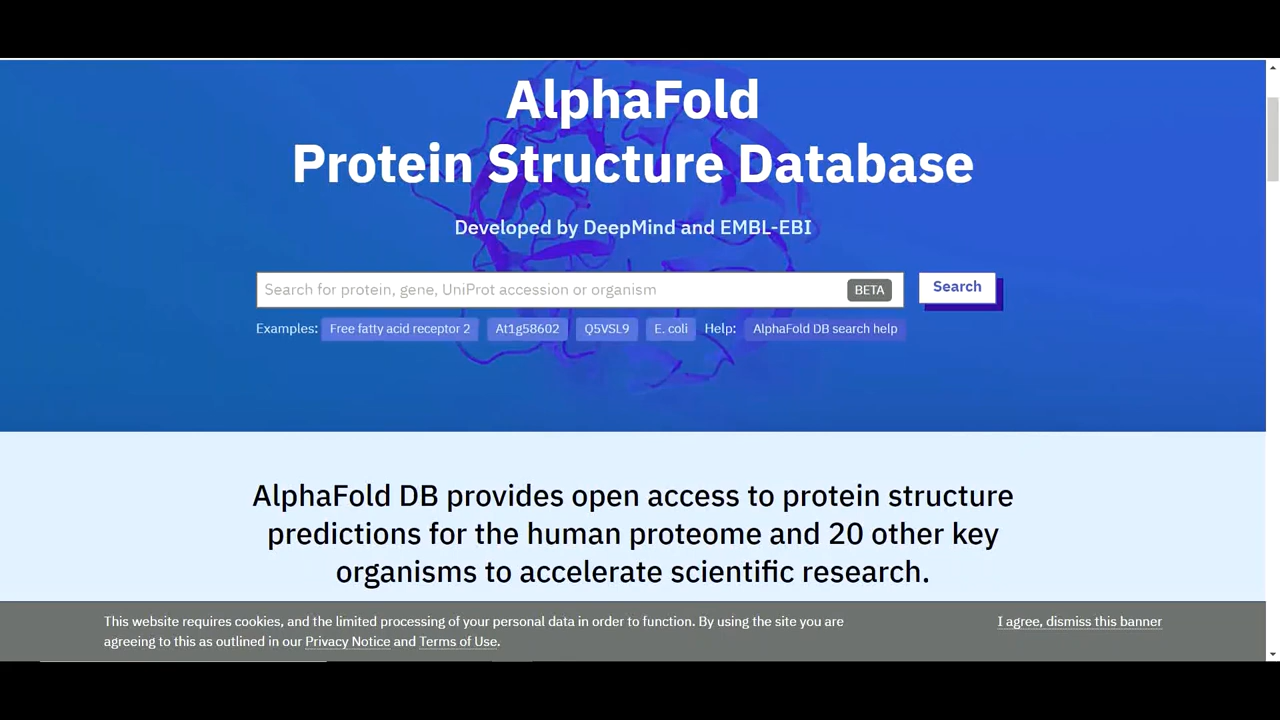 AlphaFold
Protein Structure Database
Developed by DeepMind and EMBL-EBI
Search for protein, gene, UniProt accession or organism BETA Search
Examples: Free fatty acid receptor 2 At1g58602 Q5VSL9 E. coli Help: AlphaFold DB search help
AlphaFold DB provides open access to protein structure
predictions for the human proteome and 20 other key
organisms to accelerate scientific research.
This website requires cookies, and the limited processing of your personal data in order to function. By using the site you are
agreeing to this as outlined in our Privacy Notice and Terms of Use.
I agree, dismiss this banner